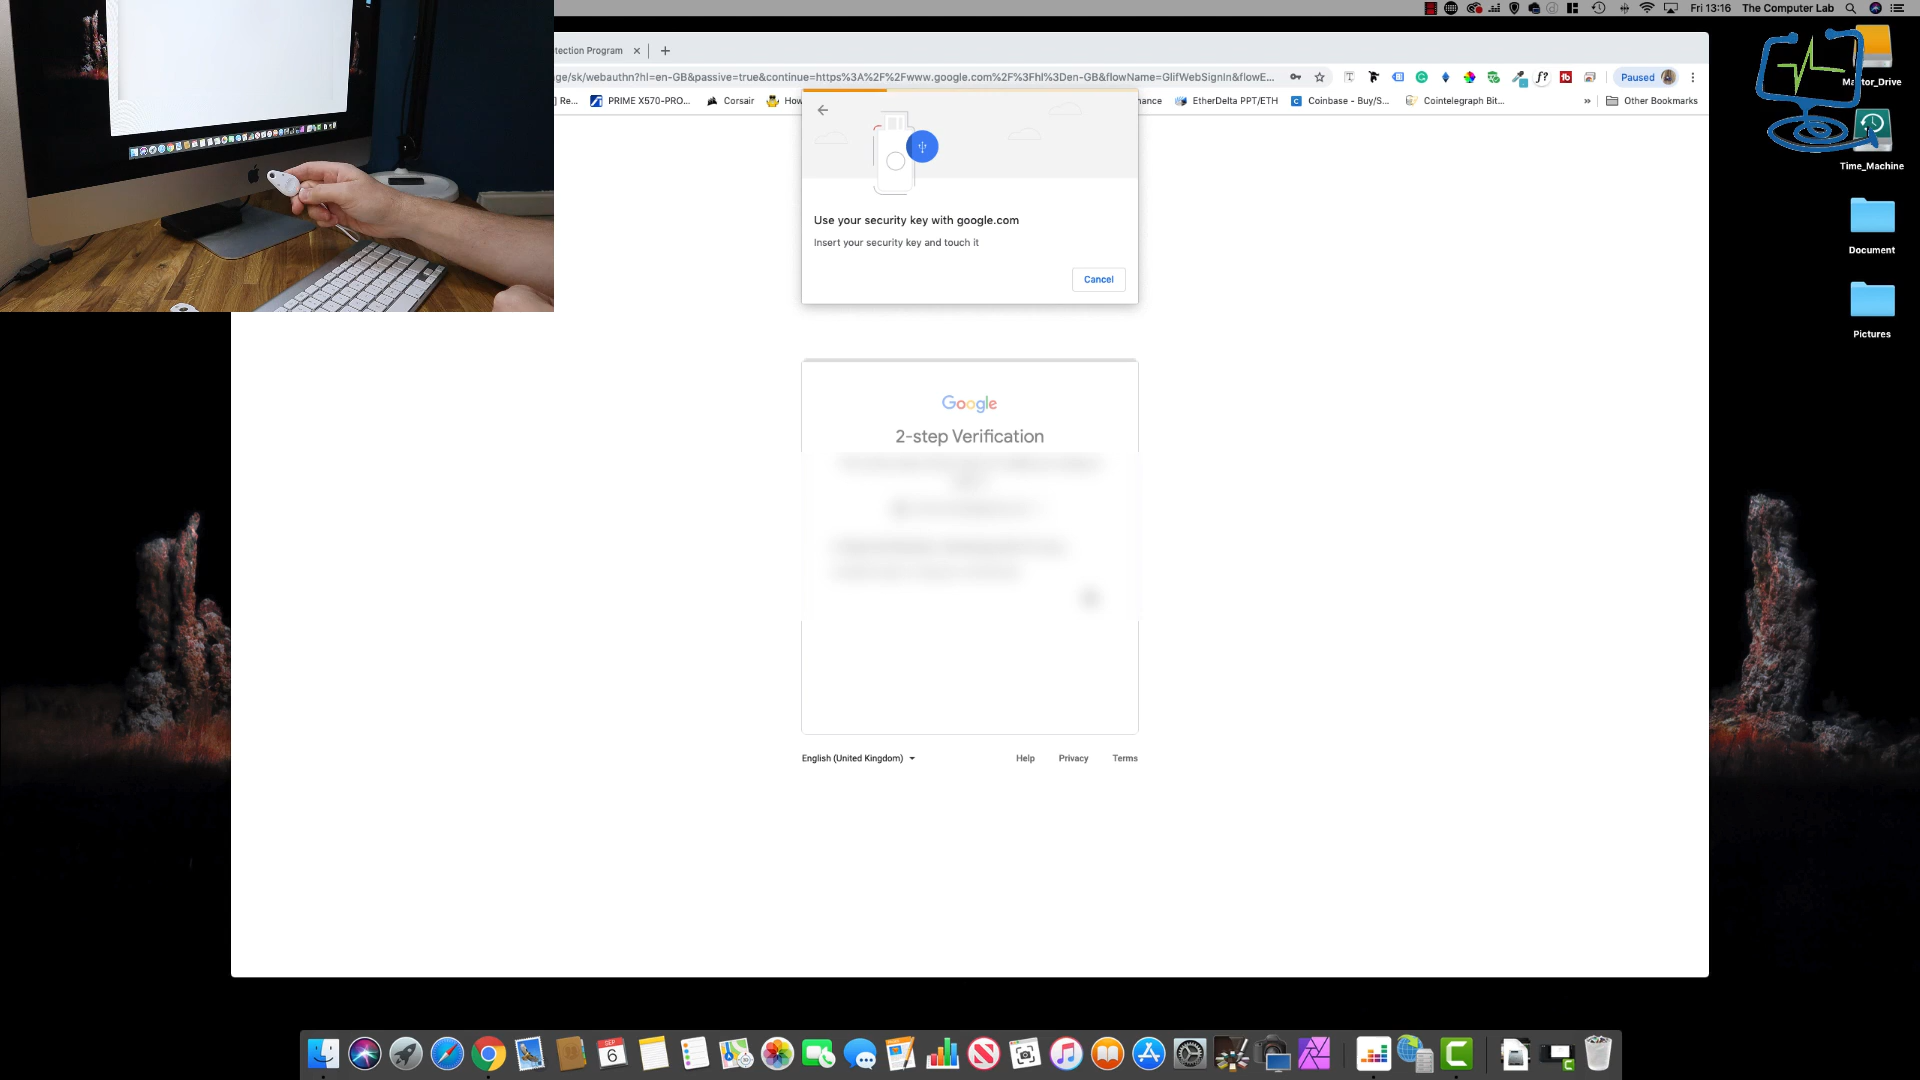 Fri 13:16 The Computer Lab
tection Program
ge/sk/webauthn?hl=en-GB&passive=true&continue=https%3A%2F%2Fwww.google.com%2F%3Fhl%3Den-GB&flowName=GlifWebSignIn&flowE...
Paused
Re...
PRIME X570-PRO...
Corsair
How
nance
EtherDelta PPT/ETH
Coinbase - Buy/S...
Cointelegraph Bit...
»
Other Bookmarks
Use your security key with google.com
Insert your security key and touch it
Cancel
Google
2-step Verification
English (United Kingdom)
Help
Privacy
Terms
Time_Machine
Document
Pictures
SEP
6